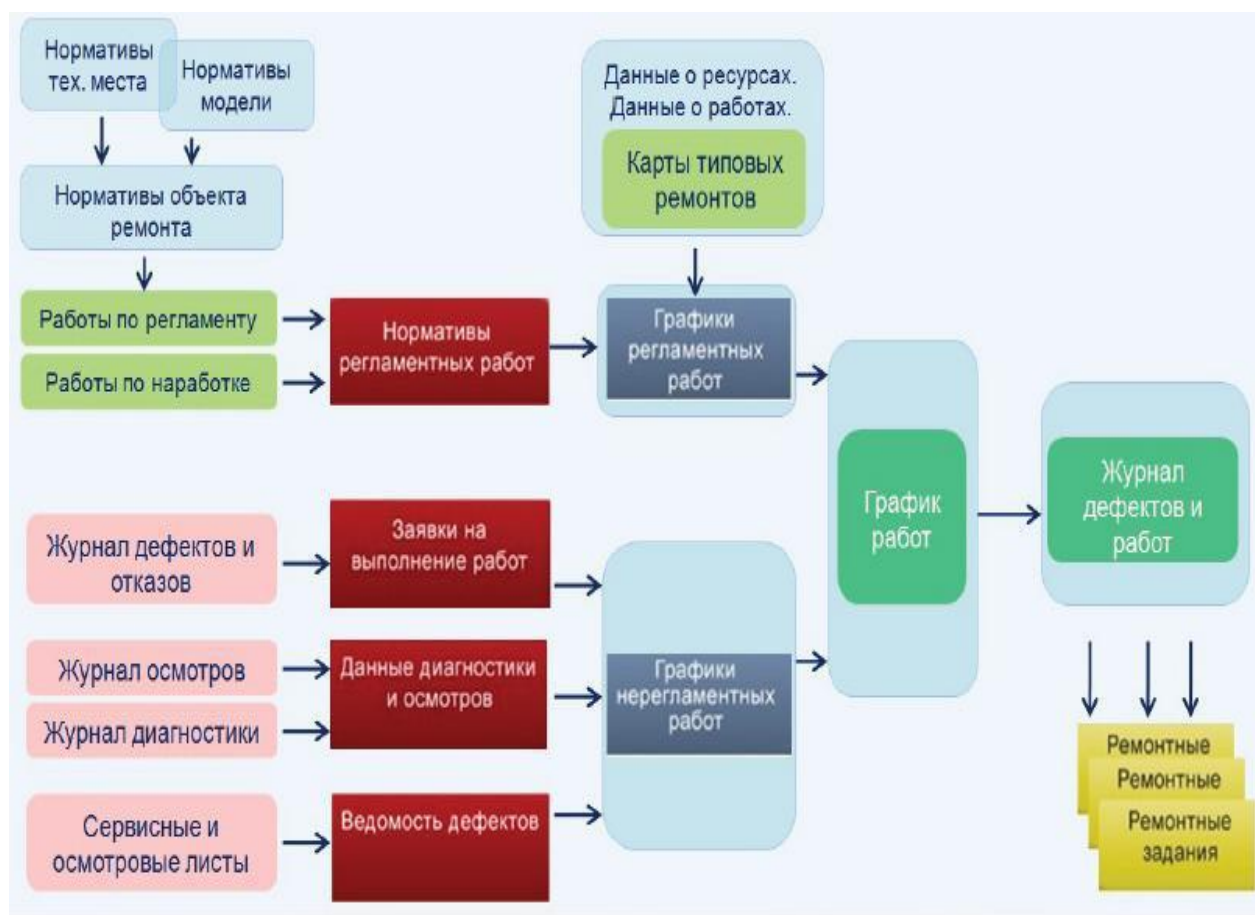 Нормативы
тех. места
Нормативы
модели
Нормативы объекта
ремонта
Данные о ресурсах.
Данные о работах.
Карты типовых
ремонтов
Работы по регламенту
Работы по наработке
Нормативы
регламентных работ
Графики
регламентных
работ
Журнал дефектов и
отказов
Заявки на
выполнение работ
Журнал осмотров
Журнал диагностики
Данные диагностики
и осмотров
Сервисные и
осмотровые листы
Ведомость дефектов
Графики
нерегламентных
работ
График
работ
Журнал
дефектов и
работ
Ремонтные
Ремонтные
Ремонтные
задания